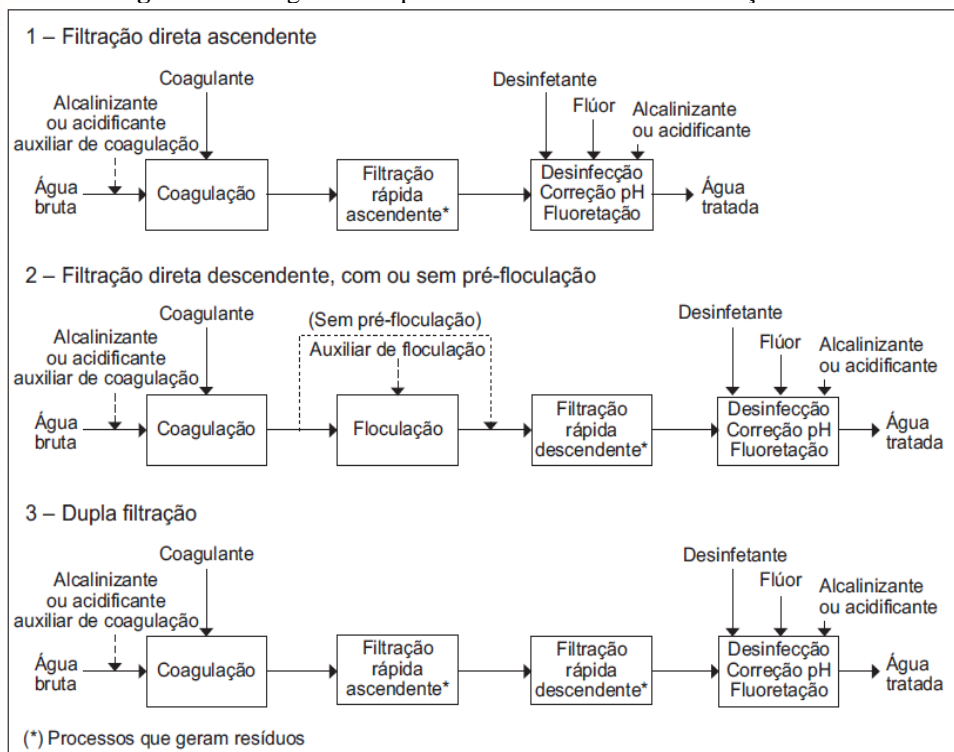 1 – Filtração direta ascendente
Coagulante
Alcalinizante
ou acidificante
auxiliar de coagulação
Água
bruta
Coagulação
Filtração
rápida
ascendente*
Desinfetante
Flúor
Alcalinizante
ou acidificante
Desinfecção
Correção pH
Fluoretação
Água
tratada
2 – Filtração direta descendente, com ou sem pré-floculação
Coagulante
Alcalinizante
ou acidificante
auxiliar de coagulação
Água
bruta
Coagulação
(Sem pré-floculação)
Auxiliar de floculação
Floculação
Filtração
rápida
descendente*
Desinfetante
Flúor
Alcalinizante
ou acidificante
Desinfecção
Correção pH
Fluoretação
Água
tratada
3 – Dupla filtração
Coagulante
Alcalinizante
ou acidificante
auxiliar de coagulação
Água
bruta
Coagulação
Filtração
rápida
ascendente*
Filtração
rápida
descendente*
Desinfetante
Flúor
Alcalinizante
ou acidificante
Desinfecção
Correção pH
Fluoretação
Água
tratada
(*) Processos que geram resíduos